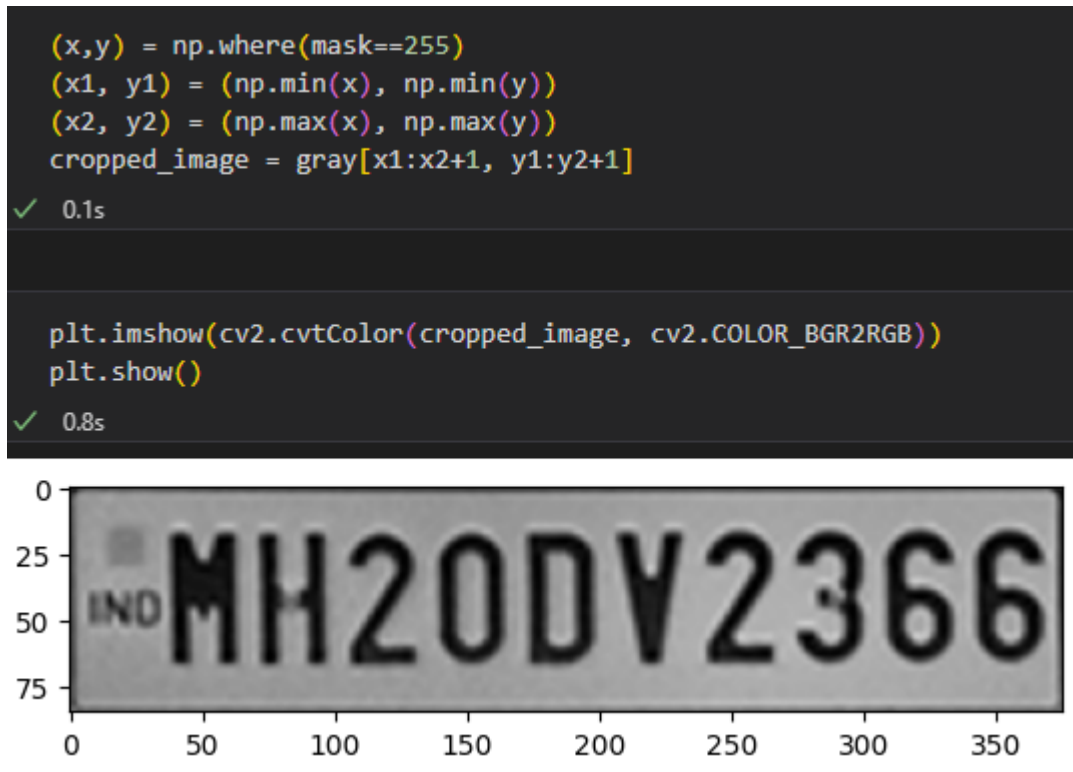 (x,y) = np.where(mask==255)
(x1, y1) = (np.min(x), np.min(y))
(x2, y2) = (np.max(x), np.max(y))
cropped_image = gray[x1:x2+1, y1:y2+1]
✓ 0.1s
plt.imshow(cv2.cvtColor(cropped_image, cv2.COLOR_BGR2RGB))
plt.show()
✓ 0.8s
0
25
50
75
IND MH20DV2366
0 50 100 150 200 250 300 350